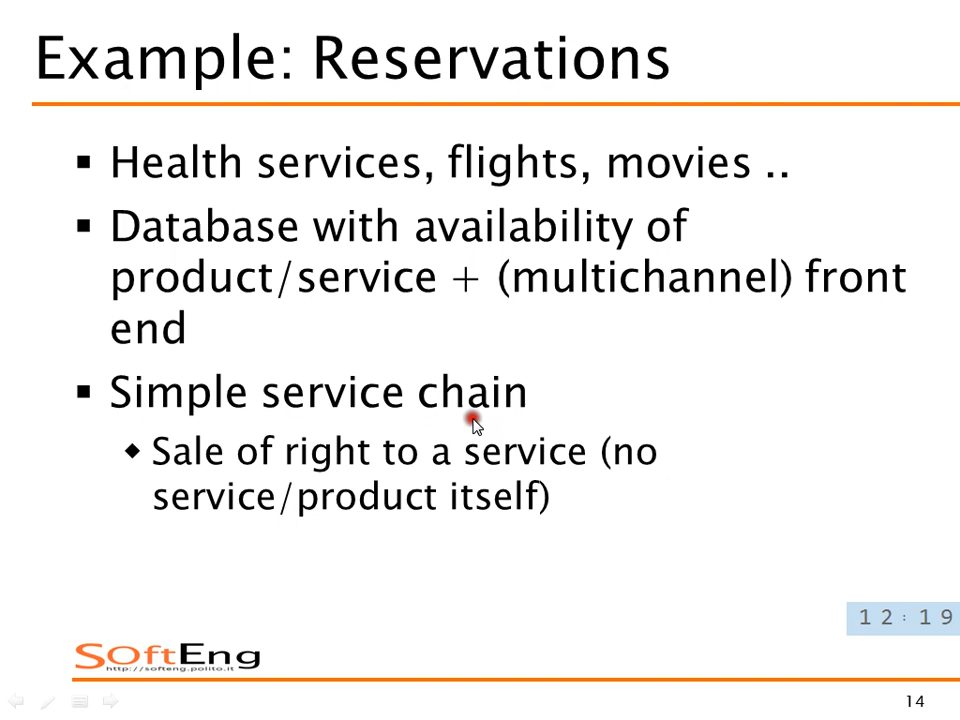 Example: Reservations
Health services, flights, movies ..
Database with availability of
product/service + (multichannel) front
end
Simple service chain
Sale of right to a service (no
service/product itself)
12:19
SOftEng
http://softeng.polito.it
14